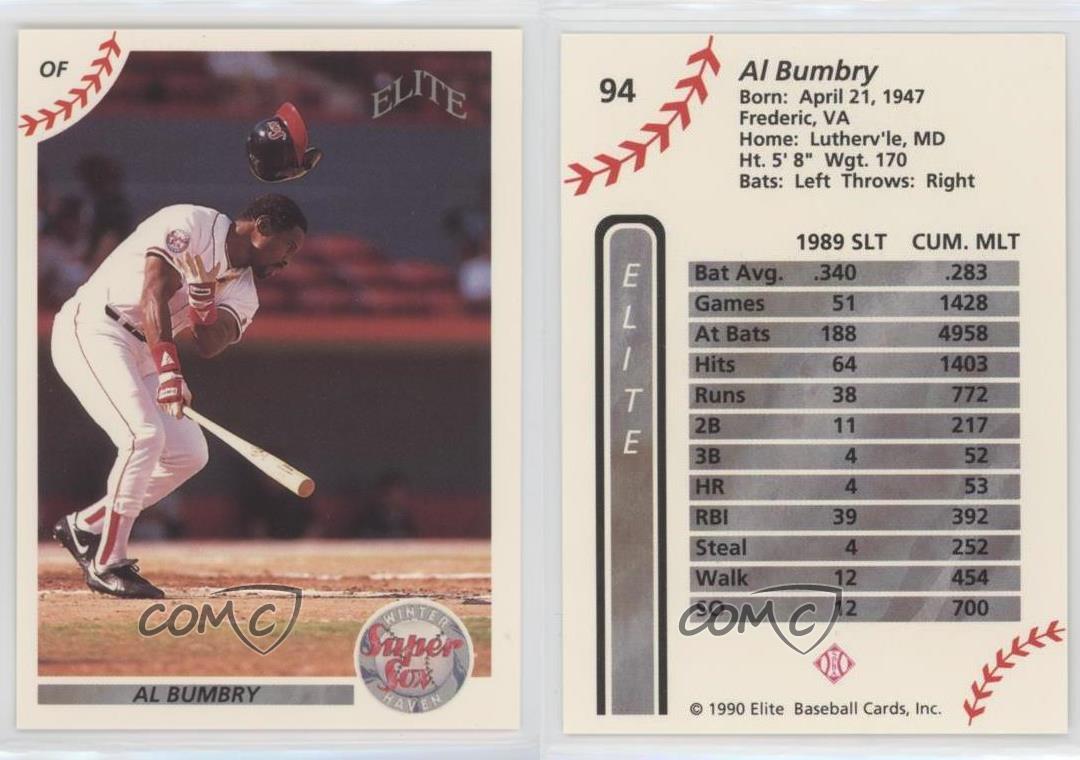 OF
ELITE
COMC
WINTER
Super
Sox
HAVEN
AL BUMBRY
94
Al Bumbry
Born: April 21, 1947
Frederic, VA
Home: Lutherv'le, MD
Ht. 5' 8" Wgt. 170
Bats: Left Throws: Right
ELITE
1989 SLT CUM. MLT
Bat Avg. .340 .283
Games 51 1428
At Bats 188 4958
Hits 64 1403
Runs 38 772
2B 11 217
3B 4 52
HR 4 53
RBI 39 392
Steal 4 252
Walk 12 454
SO 12 700
COMC
© 1990 Elite Baseball Cards, Inc.